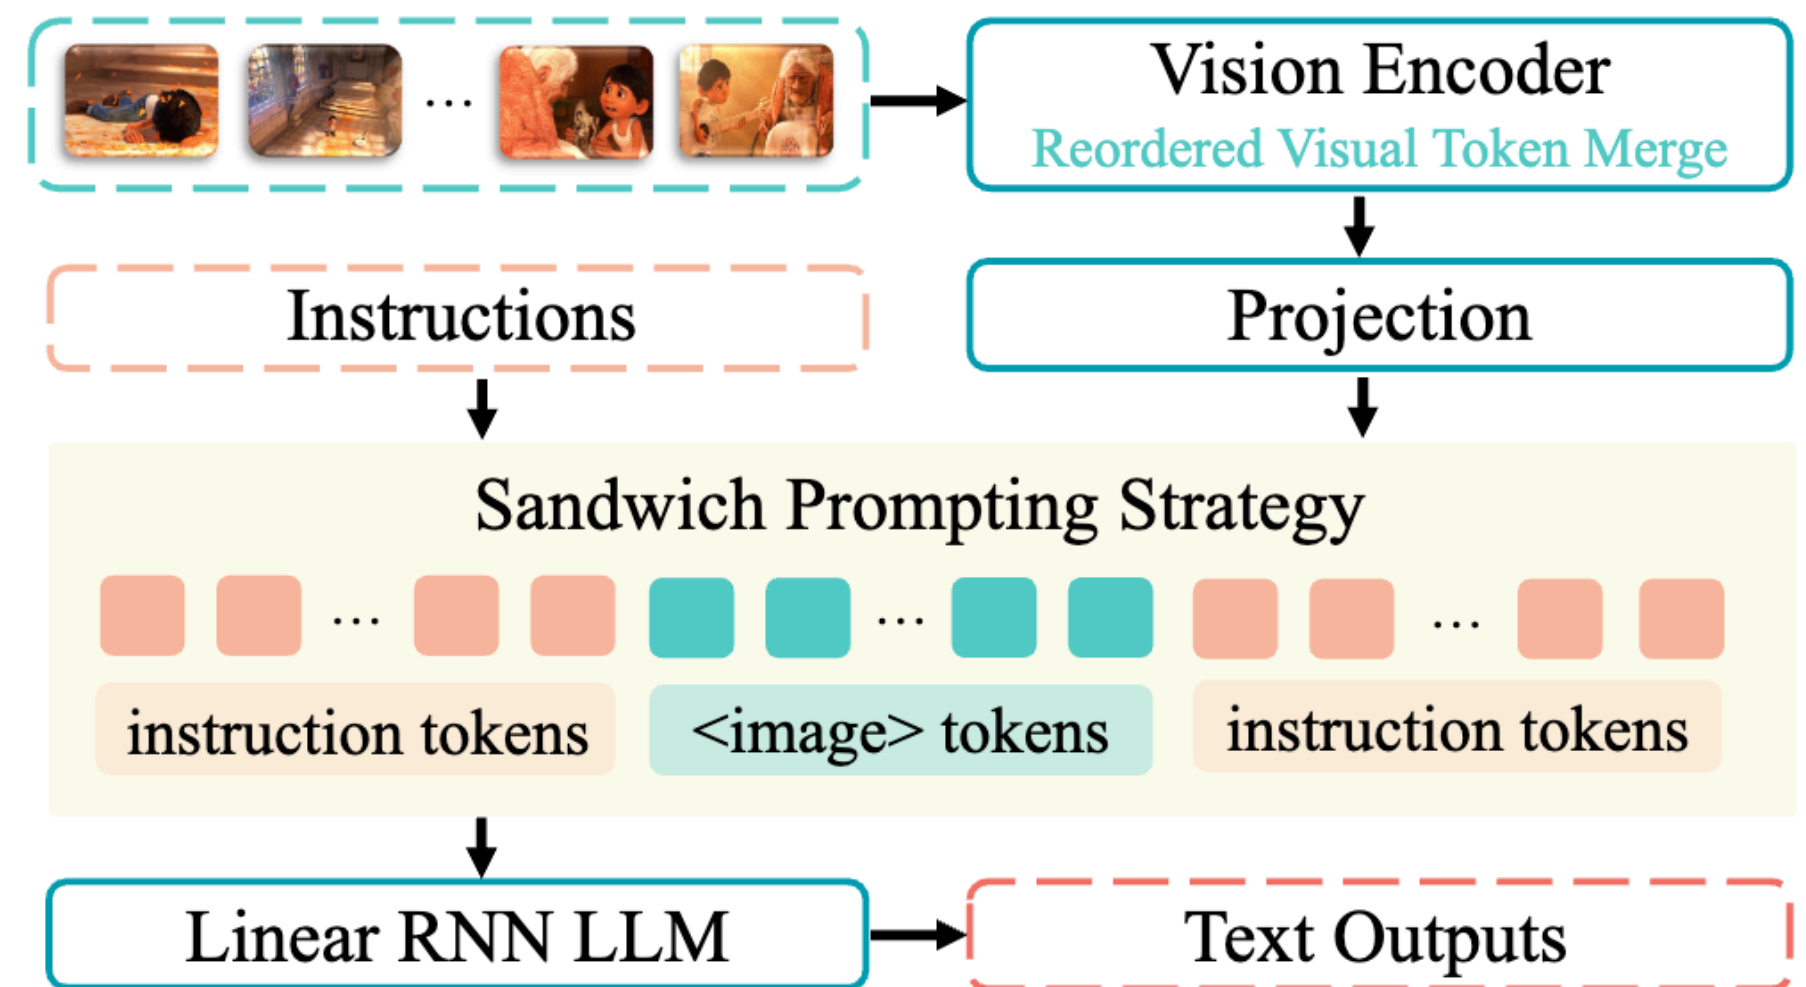 ...
Vision Encoder
Reordered Visual Token Merge
Instructions
Projection
Sandwich Prompting Strategy
... ... ...
instruction tokens <image> tokens instruction tokens
Linear RNN LLM
Text Outputs